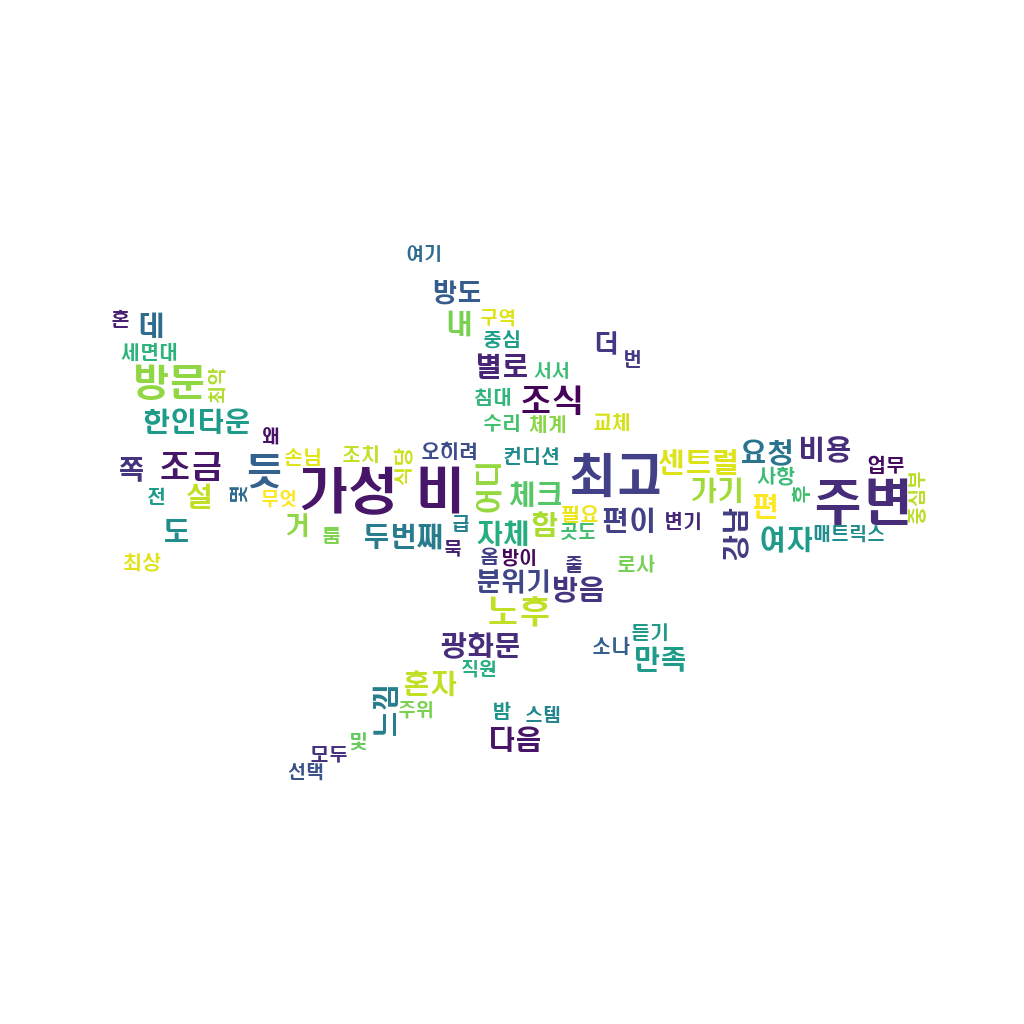 여기
방도
혼
데
내
구역
중심
더
번
세면대
별로
서서
방문
최악
침대
조식
한인타운
수리
체계
교체
왜
쪽
조금
듯
손님
조치
식당
오히려
컨디션
최고
센트럴
요청
비용
업무
전
설
몇
무엇
가성비
어디
체크
가기
편
사항
후
주변
중심부
도
거
틈
두번째
급
자체
함
필요
곳도
편이
변기
강남
여자
매트릭스
최상
묵
옴
방이
줄
로사
분위기
방음
노후
광화문
소나
듣기
만족
직원
혼자
느낌
주위
밤
스템
다음
모두
및
선택